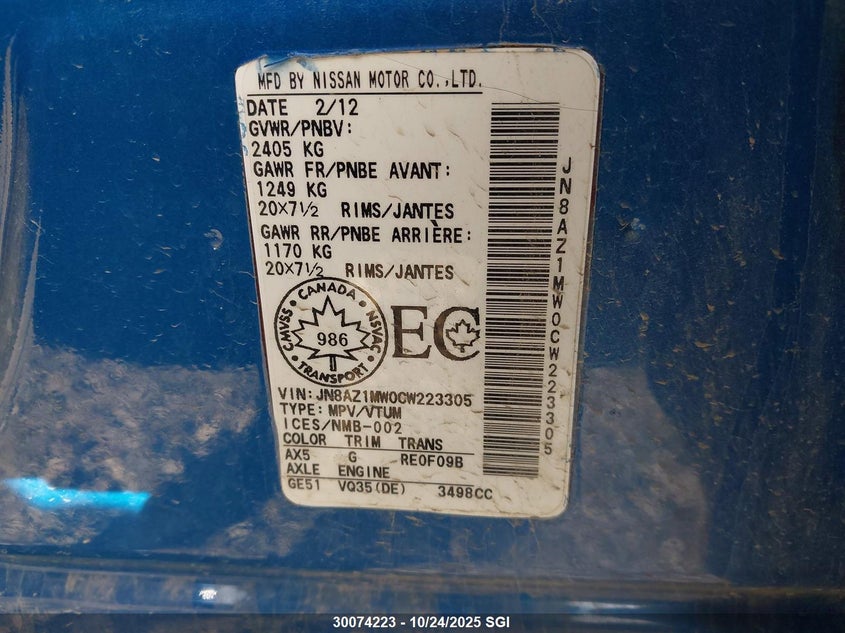 MFD BY NISSAN MOTOR CO.,LTD.
DATE 2/12
GVWR/PNBV:
2405 KG
GAWR FR/PNBE AVANT:
1249 KG
20×7½ RIMS/JANTES
GAWR RR/PNBE ARRIÈRE:
1170 KG
20×7½ RIMS/JANTES
CANADA
CMVSS • NSVAC
986
TRANSPORT
EC
VIN:JN8AZ1MW0CW223305
TYPE:MPV/VTUM
ICES/NMB-002
COLOR TRIM TRANS
AX5 G RE0F09B
AXLE ENGINE
GE51 VQ35(DE) 3498CC
JN8AZ1MW0CW223305
30074223 - 10/24/2025 SGI